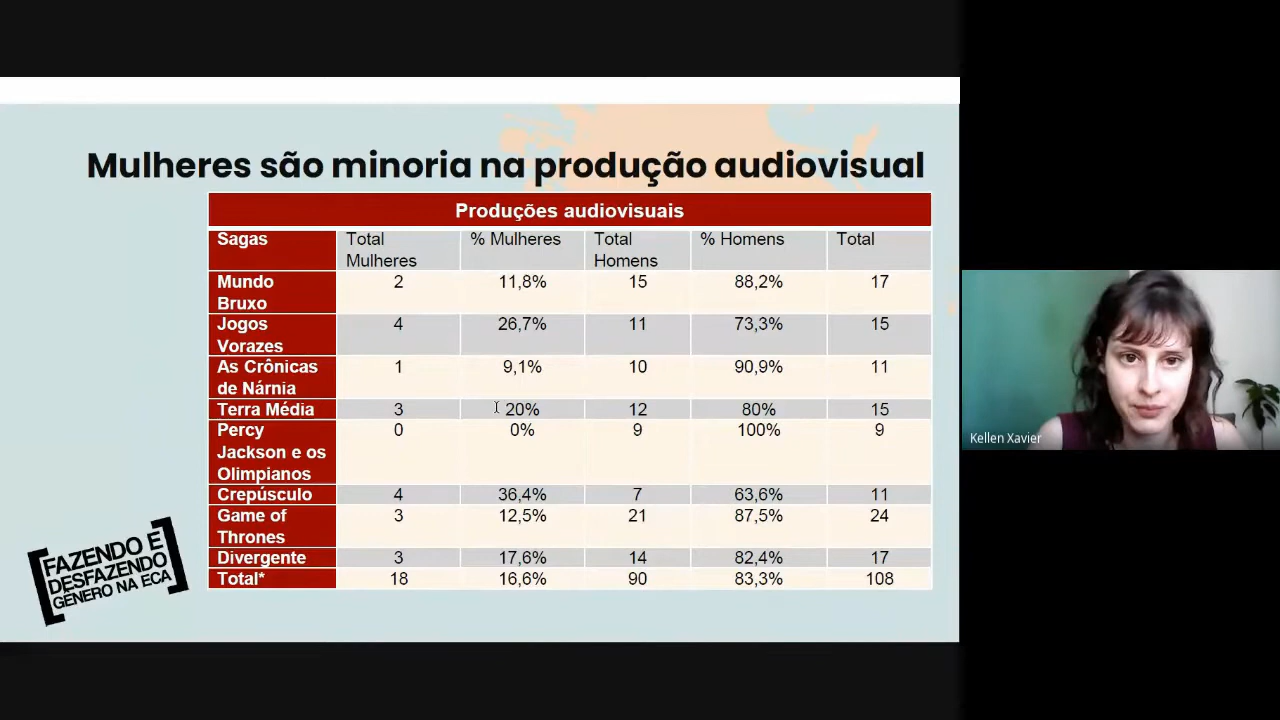 Mulheres são minoria na produção audiovisual
Produções audiovisuais
Sagas Total Mulheres % Mulheres Total Homens % Homens Total
Mundo Bruxo 2 11,8% 15 88,2% 17
Jogos Vorazes 4 26,7% 11 73,3% 15
As Crônicas de Nárnia 1 9,1% 10 90,9% 11
Terra Média 3 20% 12 80% 15
Percy Jackson e os Olimpianos 0 0% 9 100% 9
Crepúsculo 4 36,4% 7 63,6% 11
Game of Thrones 3 12,5% 21 87,5% 24
Divergente 3 17,6% 14 82,4% 17
Total* 18 16,6% 90 83,3% 108
FAZENDO E
DESFAZENDO
GÊNERO NA ECA
Kellen Xavier